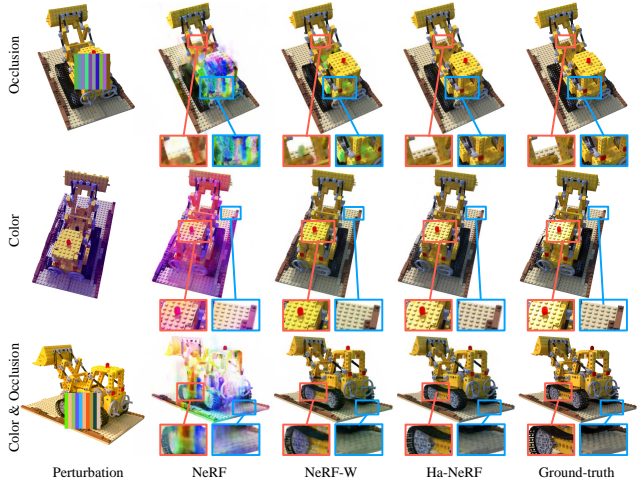 Occlusion
Color
Color & Occlusion
Perturbation NeRF NeRF-W Ha-NeRF Ground-truth